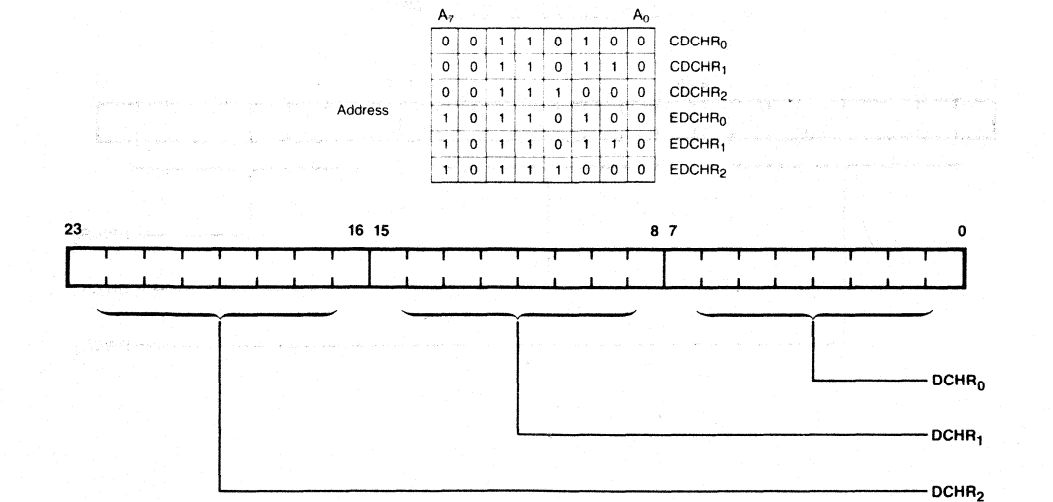 A₇ A₀
0 0 1 1 0 1 0 0 CDCHR₀
0 0 1 1 0 1 1 0 CDCHR₁
0 0 1 1 1 0 0 0 CDCHR₂
Address
1 0 1 1 0 1 0 0 EDCHR₀
1 0 1 1 0 1 1 0 EDCHR₁
1 0 1 1 1 0 0 0 EDCHR₂
23 16 15 8 7 0
DCHR₀
DCHR₁
DCHR₂